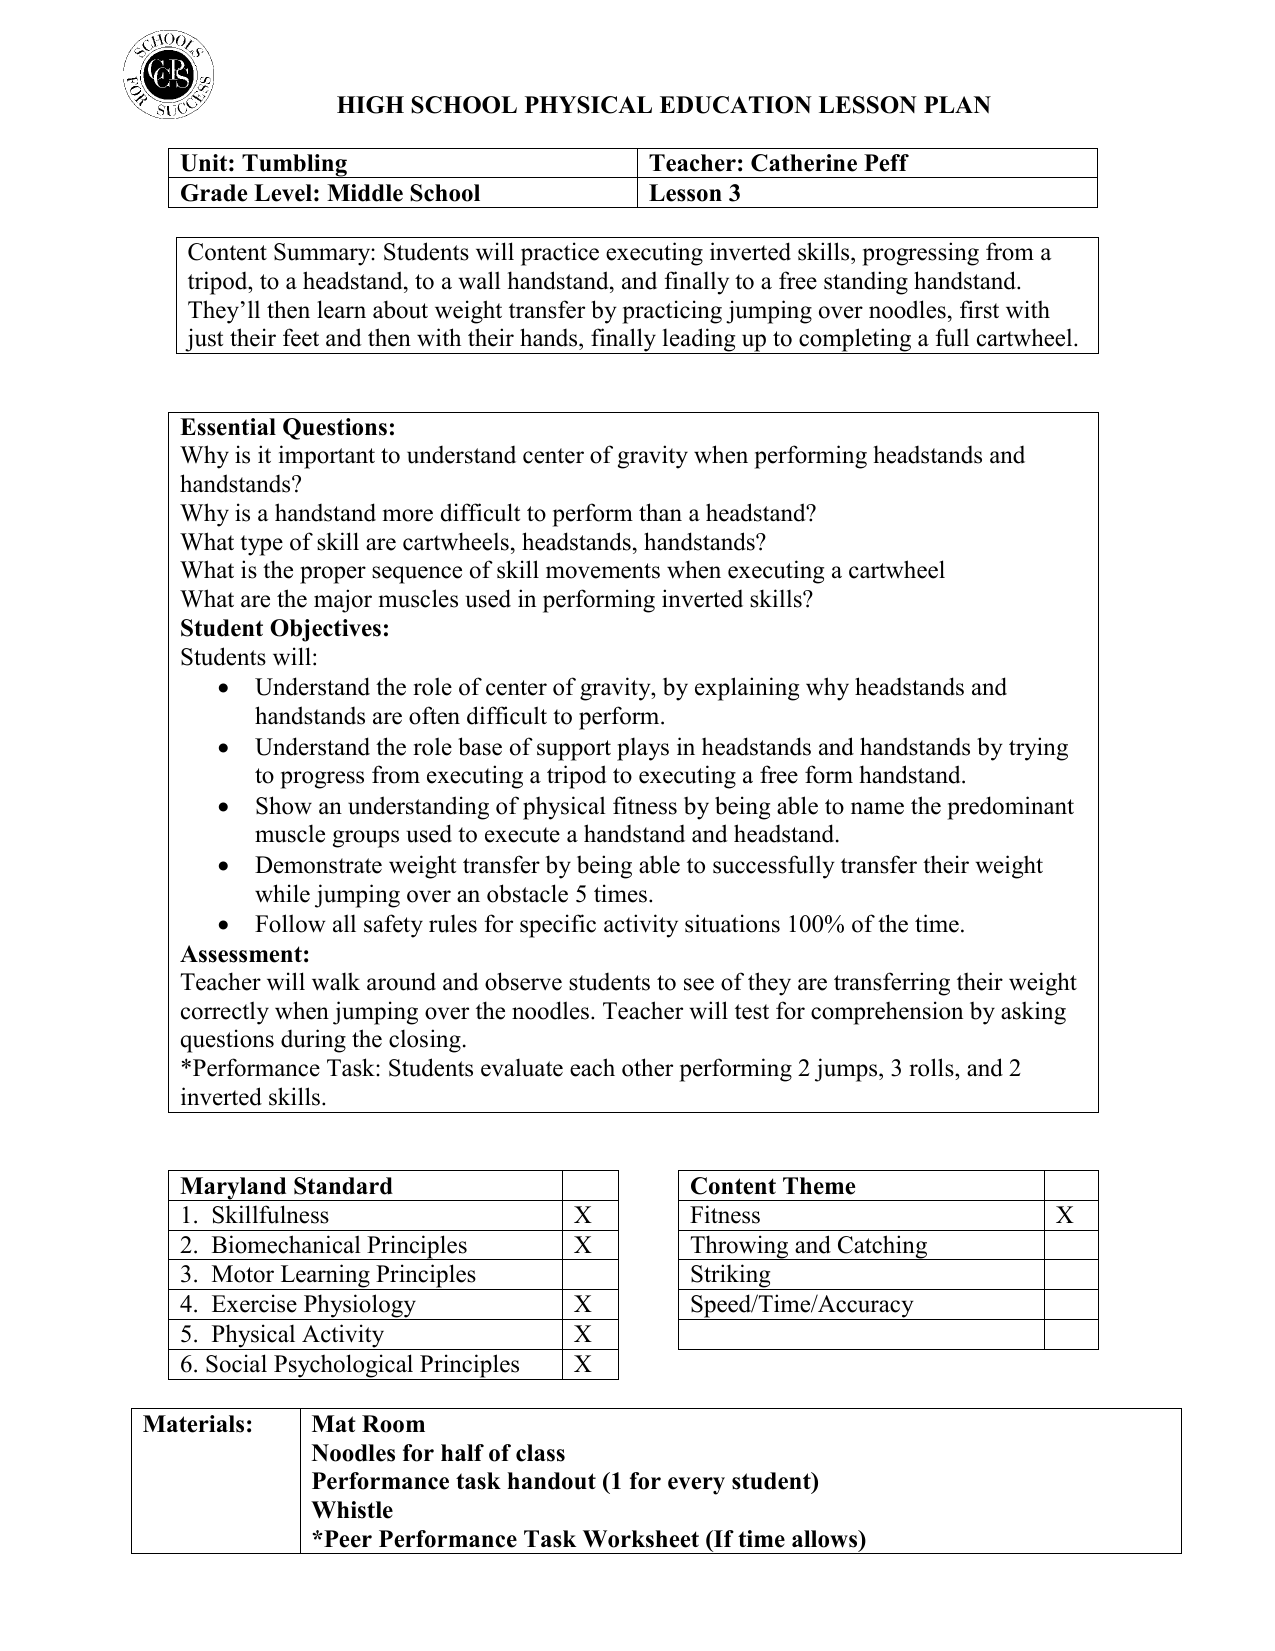 SCHOOLS
CCPS
FOR SUCCESS
HIGH SCHOOL PHYSICAL EDUCATION LESSON PLAN
Unit: Tumbling
Teacher: Catherine Peff
Grade Level: Middle School
Lesson 3
Content Summary: Students will practice executing inverted skills, progressing from a
tripod, to a headstand, to a wall handstand, and finally to a free standing handstand.
They’ll then learn about weight transfer by practicing jumping over noodles, first with
just their feet and then with their hands, finally leading up to completing a full cartwheel.
Essential Questions:
Why is it important to understand center of gravity when performing headstands and
handstands?
Why is a handstand more difficult to perform than a headstand?
What type of skill are cartwheels, headstands, handstands?
What is the proper sequence of skill movements when executing a cartwheel
What are the major muscles used in performing inverted skills?
Student Objectives:
Students will:
• Understand the role of center of gravity, by explaining why headstands and
handstands are often difficult to perform.
• Understand the role base of support plays in headstands and handstands by trying
to progress from executing a tripod to executing a free form handstand.
• Show an understanding of physical fitness by being able to name the predominant
muscle groups used to execute a handstand and headstand.
• Demonstrate weight transfer by being able to successfully transfer their weight
while jumping over an obstacle 5 times.
• Follow all safety rules for specific activity situations 100% of the time.
Assessment:
Teacher will walk around and observe students to see of they are transferring their weight
correctly when jumping over the noodles. Teacher will test for comprehension by asking
questions during the closing.
*Performance Task: Students evaluate each other performing 2 jumps, 3 rolls, and 2
inverted skills.
Maryland Standard
1. Skillfulness X
2. Biomechanical Principles X
3. Motor Learning Principles
4. Exercise Physiology X
5. Physical Activity X
6. Social Psychological Principles X
Content Theme
Fitness X
Throwing and Catching
Striking
Speed/Time/Accuracy
Materials:
Mat Room
Noodles for half of class
Performance task handout (1 for every student)
Whistle
*Peer Performance Task Worksheet (If time allows)